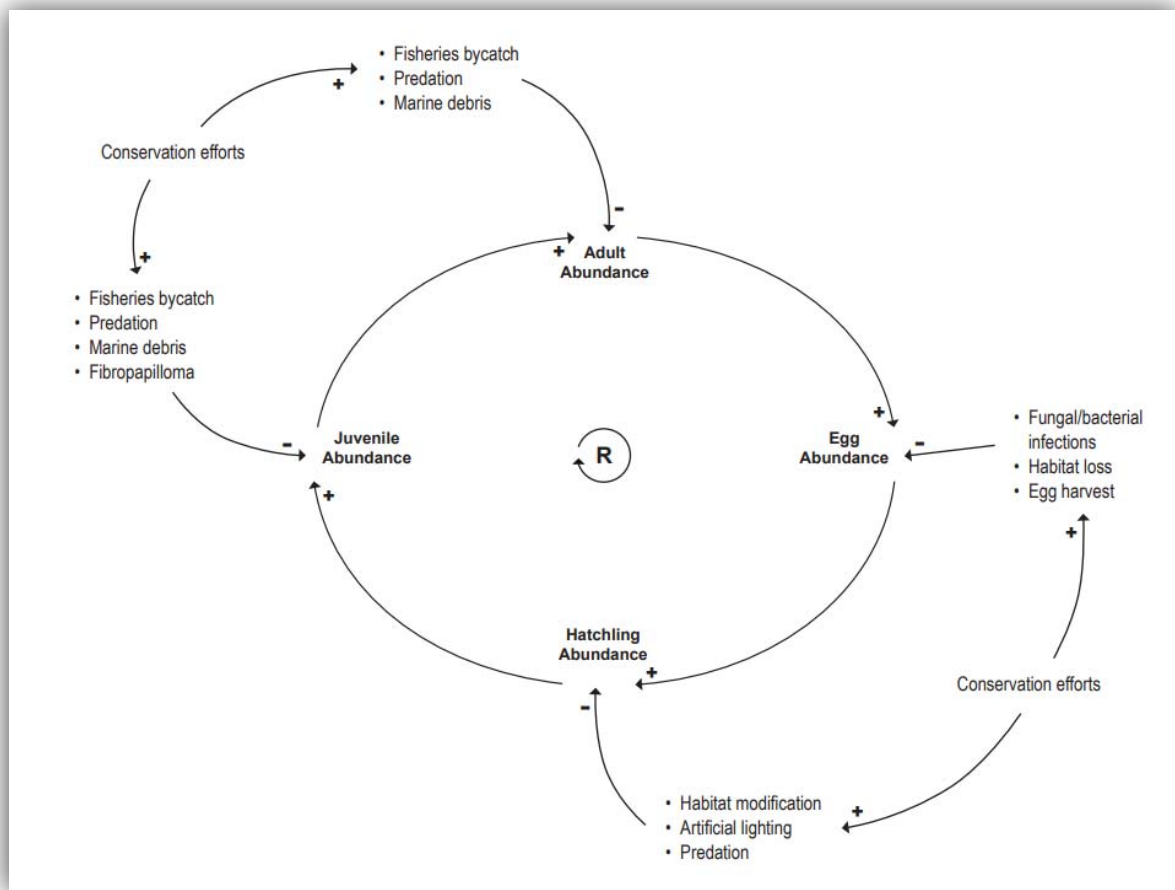 • Fisheries bycatch
• Predation
• Marine debris
+
Conservation efforts
-
+
Adult
Abundance
+
• Fisheries bycatch
• Predation
• Marine debris
• Fibropapilloma
+
-
Juvenile
Abundance
R
Egg
Abundance
-
• Fungal/bacterial
infections
• Habitat loss
• Egg harvest
+
+
Hatchling
Abundance
+
-
Conservation efforts
• Habitat modification
• Artificial lighting
• Predation
+